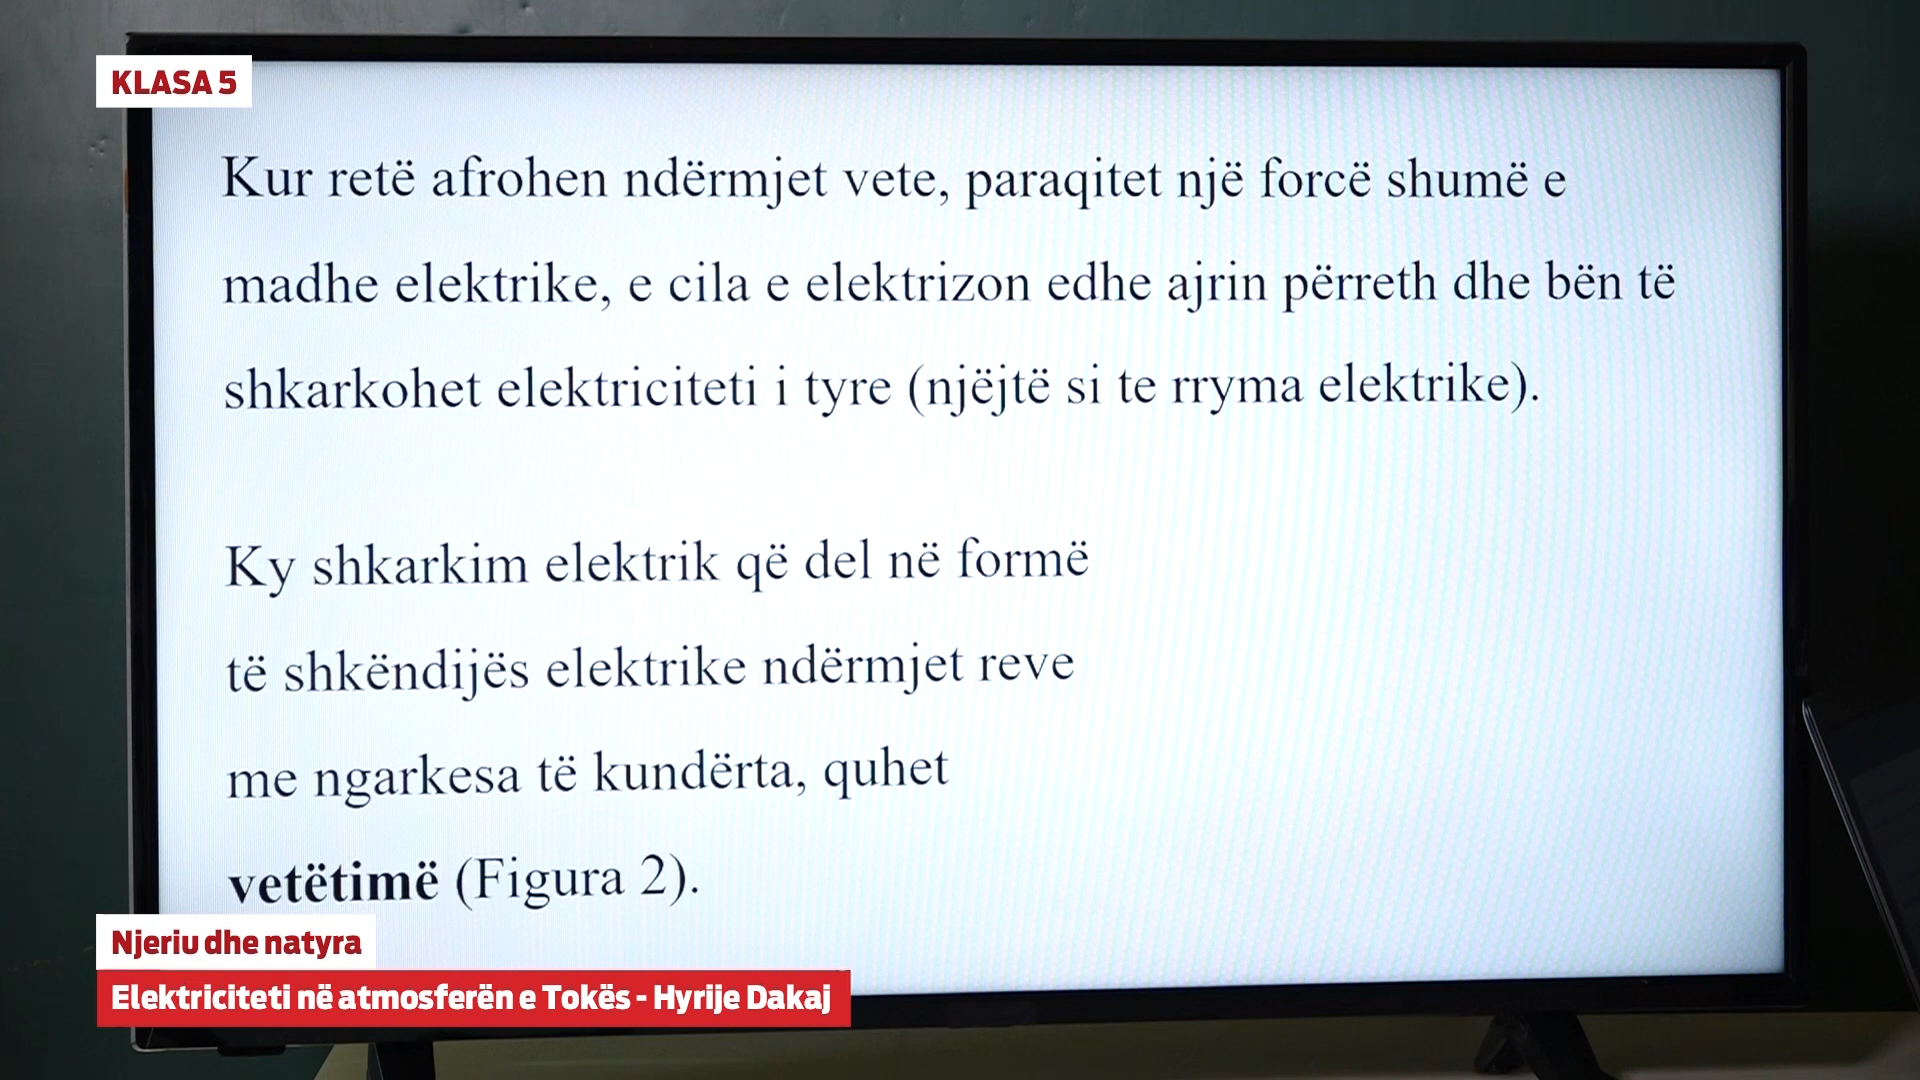 KLASA 5
Kur retë afrohen ndërmjet vete, paraqitet një forcë shumë e
madhe elektrike, e cila e elektrizon edhe ajrin përreth dhe bën të
shkarkohet elektriciteti i tyre (njëjtë si te rryma elektrike).
Ky shkarkim elektrik që del në formë
të shkëndijës elektrike ndërmjet reve
me ngarkesa të kundërta, quhet
vetëtimë (Figura 2).
Njeriu dhe natyra
Elektriciteti në atmosferën e Tokës - Hyrije Dakaj